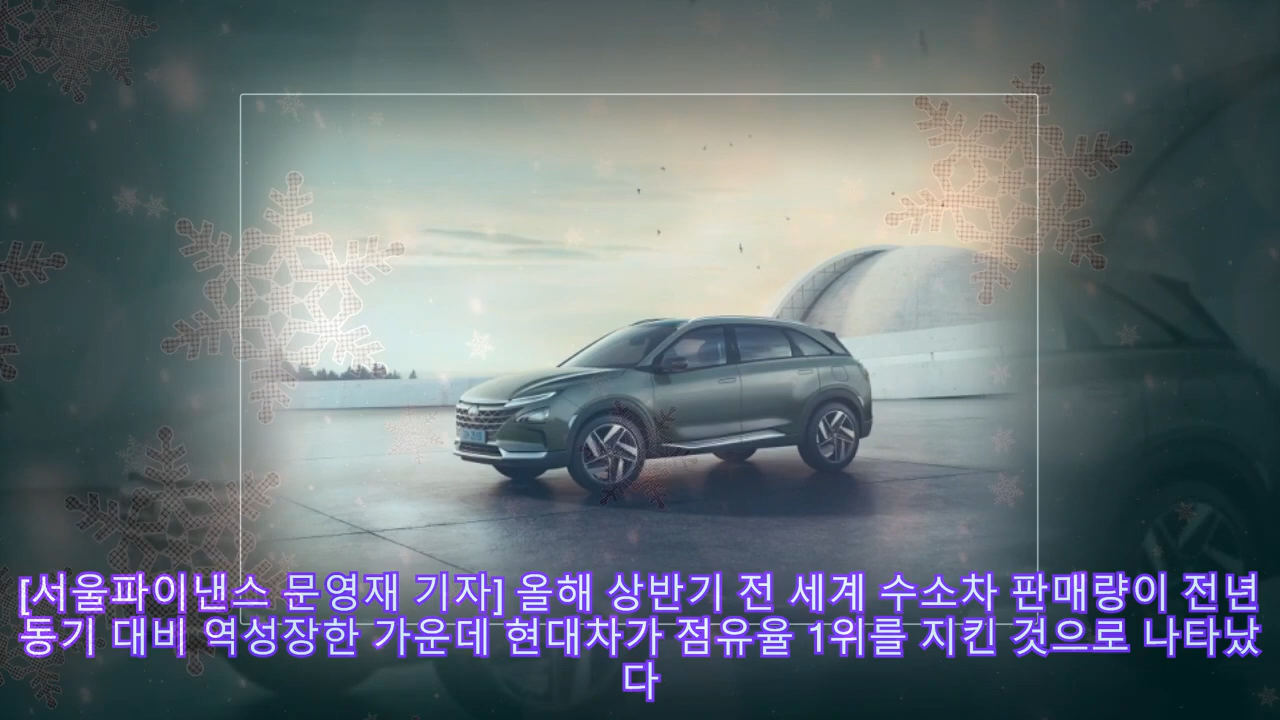 [서울파이낸스 문영재 기자] 올해 상반기 전 세계 수소차 판매량이 전년
동기 대비 역성장한 가운데 현대차가 점유율 1위를 지킨 것으로 나타났
다